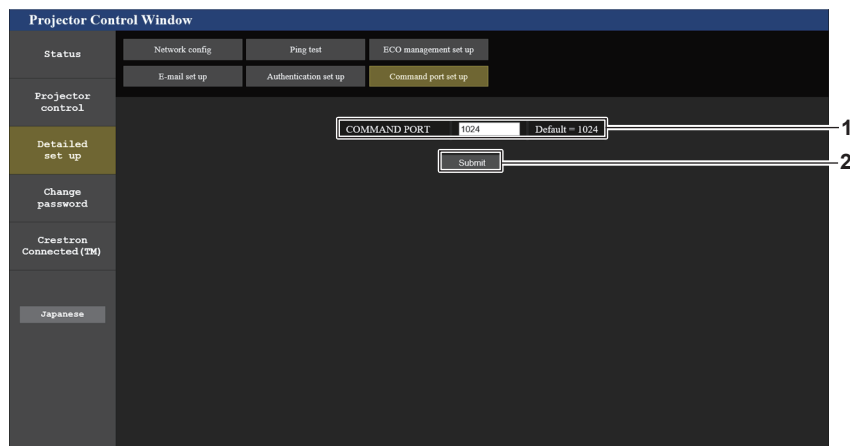 Projector Control Window
Status
Network config
Ping test
ECO management set up
E-mail set up
Authentication set up
Command port set up
Projector
control
Detailed
set up
Change
password
Crestron
Connected(TM)
Japanese
COMMAND PORT 1024 Default = 1024
1
Submit
2